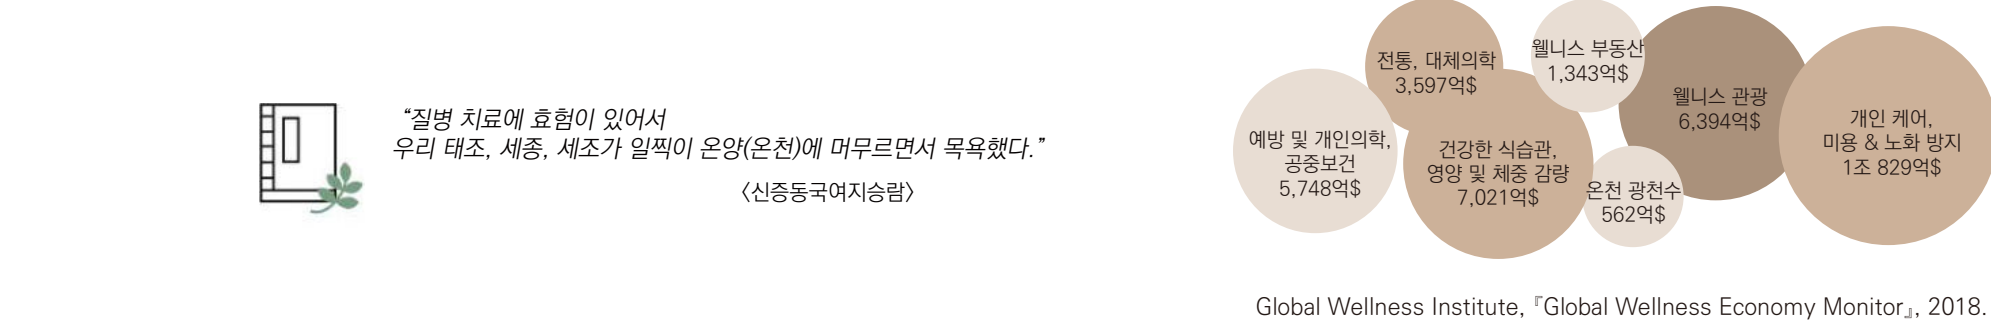 “질병 치료에 효험이 있어서
우리 태조, 세종, 세조가 일찍이 온양(온천)에 머무르면서 목욕했다.”
〈신증동국여지승람〉
전통, 대체의학
3,597억$
웰니스 부동산
1,343억$
웰니스 관광
6,394억$
개인 케어,
미용 & 노화 방지
1조 829억$
예방 및 개인의학,
공중보건
5,748억$
건강한 식습관,
영양 및 체중 감량
7,021억$
온천 광천수
562억$
Global Wellness Institute, 『Global Wellness Economy Monitor』, 2018.